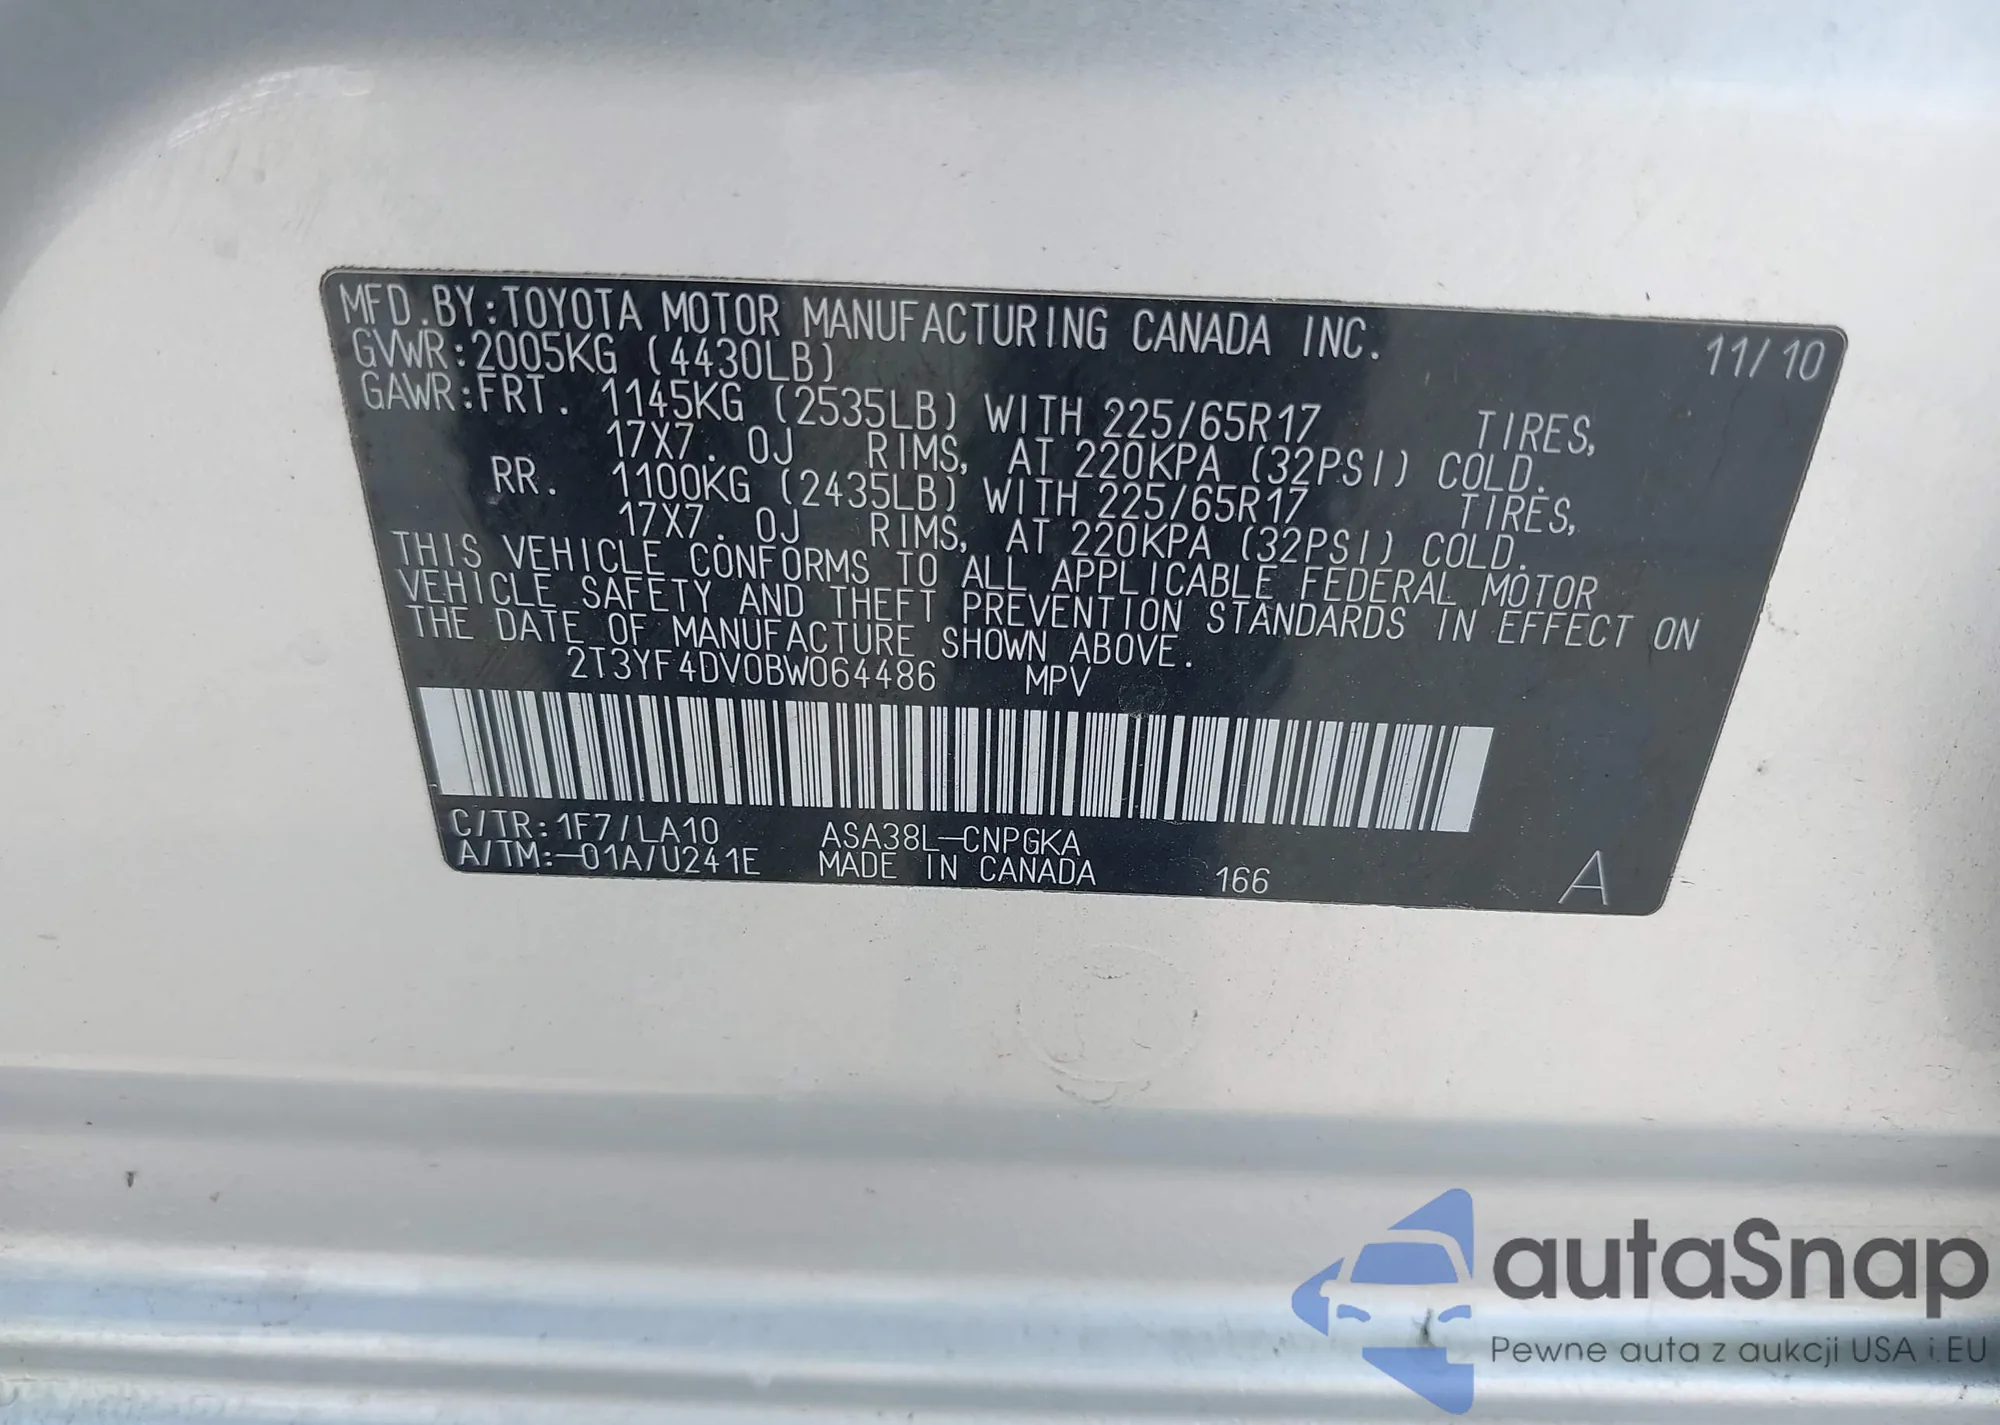 MFD.BY:TOYOTA MOTOR MANUFACTURING CANADA INC. 11/10
GVWR:2005KG (4430LB)
GAWR:FRT. 1145KG (2535LB) WITH 225/65R17 TIRES,
17X7.0J RIMS, AT 220KPA (32PSI) COLD.
RR. 1100KG (2435LB) WITH 225/65R17 TIRES,
17X7.0J RIMS, AT 220KPA (32PSI) COLD.
THIS VEHICLE CONFORMS TO ALL APPLICABLE FEDERAL MOTOR
VEHICLE SAFETY AND THEFT PREVENTION STANDARDS IN EFFECT ON
THE DATE OF MANUFACTURE SHOWN ABOVE.
2T3YF4DV0BW064486 MPV
C/TR:1F7/LA10 ASA38L-CNPGKA
A/TM:-01A/U241E MADE IN CANADA 166 A
autaSnap
Pewne auta z aukcji USA i EU